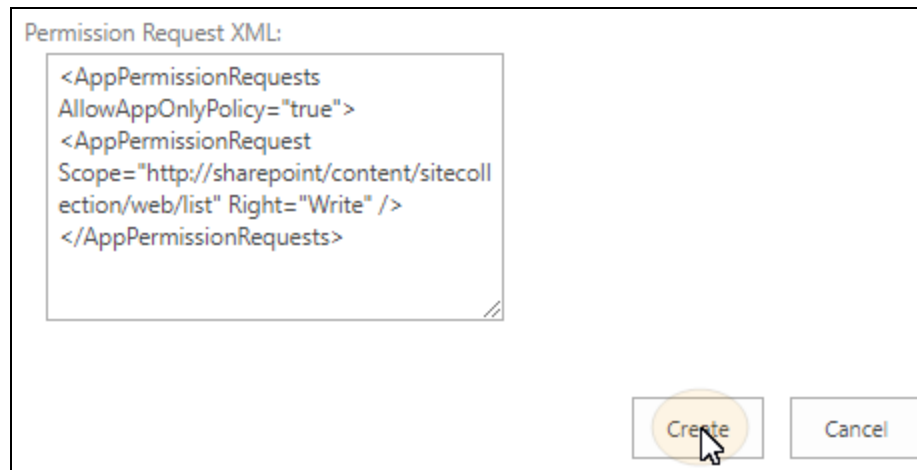 Permission Request XML:
<AppPermissionRequests
AllowAppOnlyPolicy="true">
<AppPermissionRequest
Scope="http://sharepoint/content/sitecoll
ection/web/list" Right="Write" />
</AppPermissionRequests>
Create Cancel